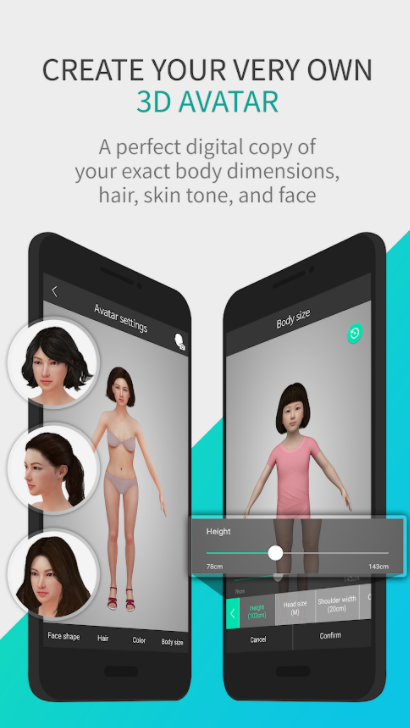 CREATE YOUR VERY OWN
3D AVATAR
A perfect digital copy of
your exact body dimensions,
hair, skin tone, and face
Avatar settings
Face shape Hair Color Body size
Body size
Height
78cm 143cm
Height
(103cm)
Head size
(M)
Shoulder width
(20cm)
Cancel Confirm